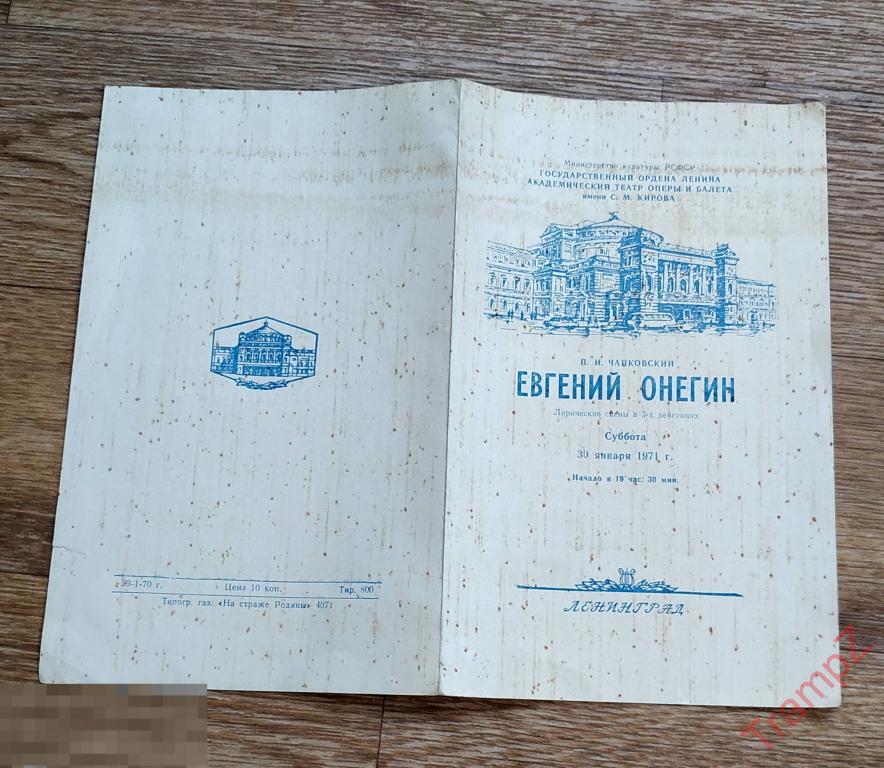 Министерство культуры РСФСР
ГОСУДАРСТВЕННЫЙ ОРДЕНА ЛЕНИНА
АКАДЕМИЧЕСКИЙ ТЕАТР ОПЕРЫ И БАЛЕТА
имени С. М. КИРОВА
П. И. ЧАЙКОВСКИЙ
ЕВГЕНИЙ ОНЕГИН
Лирические сцены в 3-х действиях
Суббота
30 января 1971 г.
Начало в 19 час. 30 мин.
ЛЕНИНГРАД
29-1-70 г. Цена 10 коп. Тир. 800
Типогр. газ. «На страже Родины» 4071
TrampZ